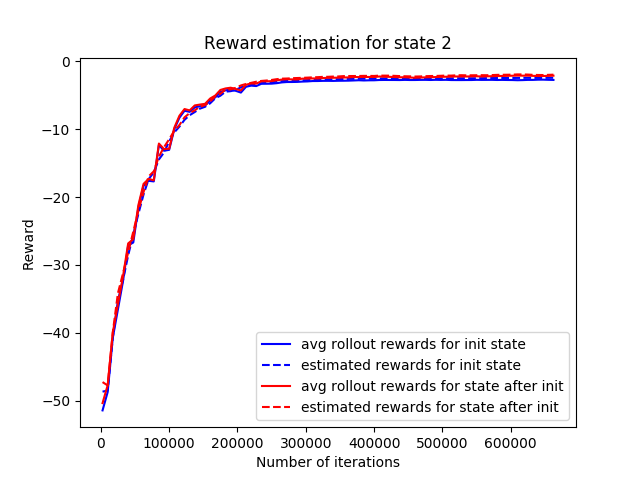 Reward estimation for state 2
Reward
0
−10
−20
−30
−40
−50
avg rollout rewards for init state
estimated rewards for init state
avg rollout rewards for state after init
estimated rewards for state after init
0 100000 200000 300000 400000 500000 600000
Number of iterations